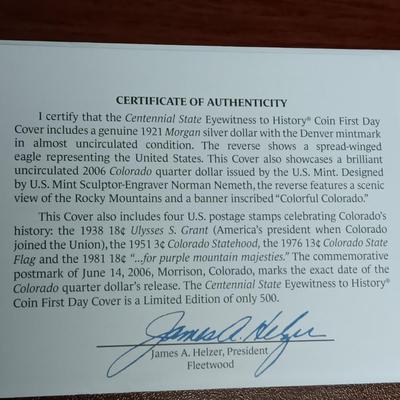 CERTIFICATE OF AUTHENTICITY
I certify that the Centennial State Eyewitness to History® Coin First Day
Cover includes a genuine 1921 Morgan silver dollar with the Denver mintmark
in almost uncirculated condition. The reverse shows a spread-winged
eagle representing the United States. This Cover also showcases a brilliant
uncirculated 2006 Colorado quarter dollar issued by the U.S. Mint. Designed
by U.S. Mint Sculptor-Engraver Norman Nemeth, the reverse features a scenic
view of the Rocky Mountains and a banner inscribed "Colorful Colorado."
This Cover also includes four U.S. postage stamps celebrating Colorado's
history: the 1938 18¢ Ulysses S. Grant (America's president when Colorado
joined the Union), the 1951 3¢ Colorado Statehood, the 1976 13¢ Colorado State
Flag and the 1981 18¢ "...for purple mountain majesties." The commemorative
postmark of June 14, 2006, Morrison, Colorado, marks the exact date of the
Colorado quarter dollar's release. The Centennial State Eyewitness to History®
Coin First Day Cover is a Limited Edition of only 500.
James A. Helzer
James A. Helzer, President
Fleetwood